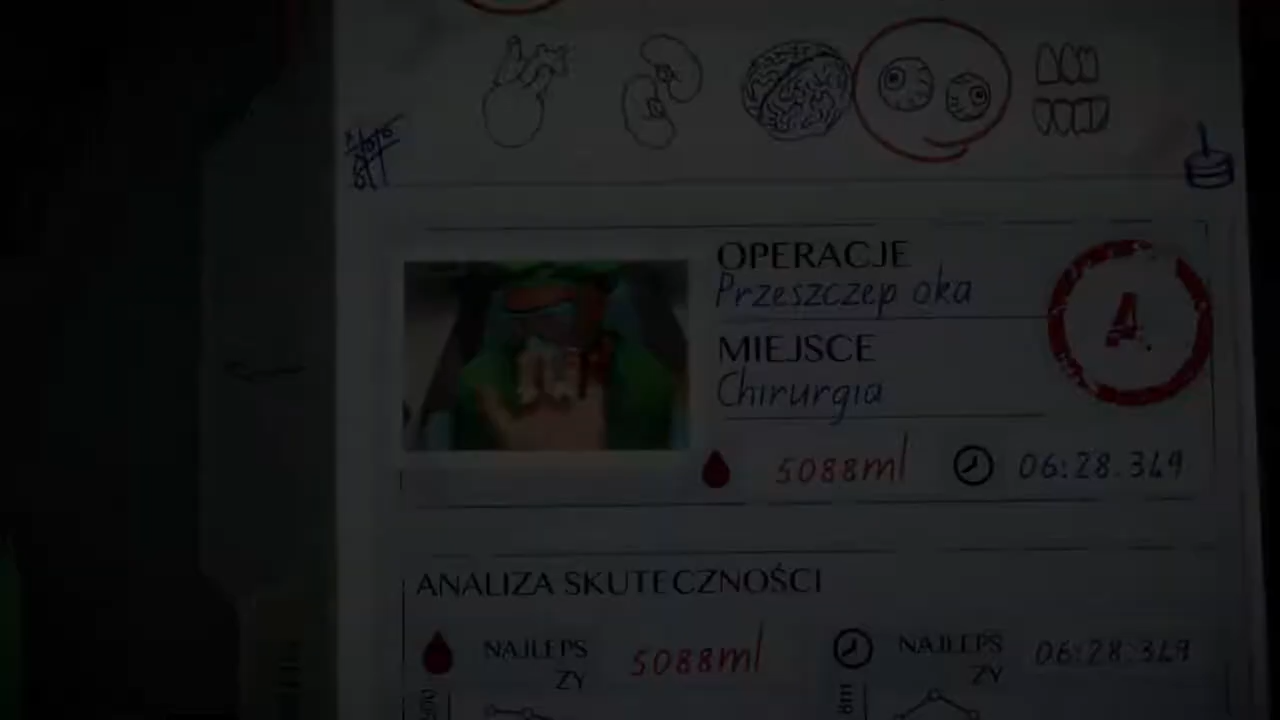 OPERACJE
Przeszczep oka
MIEJSCE
Chirurgia
A
5088ml
06:28.349
ANALIZA SKUTECZNOŚCI
NAJLEPS
ZY
5088ml
NAJLEPS
ZY
06:28:349